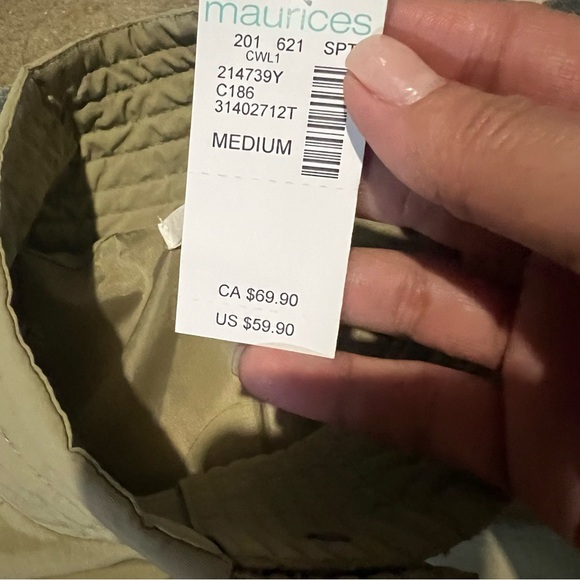 maurices
201 621 SPT
CWL1
214739Y
C186
31402712T
MEDIUM
CA $69.90
US $59.90